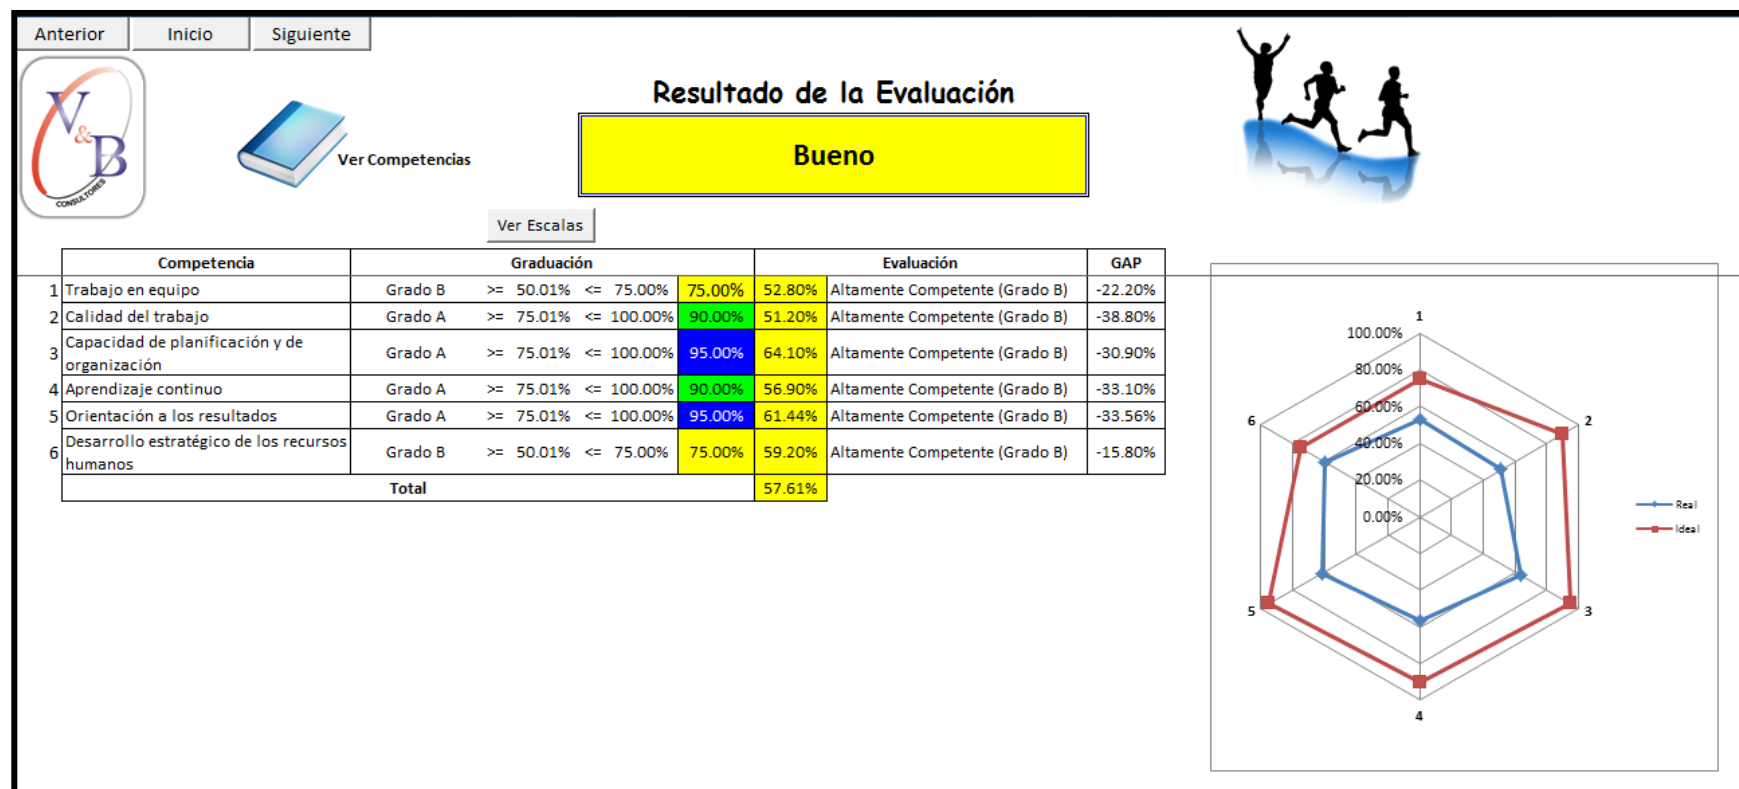 Anterior Inicio Siguiente
V&B
CONSULTORES
Ver Competencias
Resultado de la Evaluación
Bueno
Ver Escalas
Competencia Graduación Evaluación GAP
1 Trabajo en equipo Grado B >= 50.01% <= 75.00% 75.00% 52.80% Altamente Competente (Grado B) -22.20%
2 Calidad del trabajo Grado A >= 75.01% <= 100.00% 90.00% 51.20% Altamente Competente (Grado B) -38.80%
3 Capacidad de planificación y de
organización Grado A >= 75.01% <= 100.00% 95.00% 64.10% Altamente Competente (Grado B) -30.90%
4 Aprendizaje continuo Grado A >= 75.01% <= 100.00% 90.00% 56.90% Altamente Competente (Grado B) -33.10%
5 Orientación a los resultados Grado A >= 75.01% <= 100.00% 95.00% 61.44% Altamente Competente (Grado B) -33.56%
6 Desarrollo estratégico de los recursos
humanos Grado B >= 50.01% <= 75.00% 75.00% 59.20% Altamente Competente (Grado B) -15.80%
Total 57.61%
1
100.00%
80.00%
6 60.00% 2
40.00%
20.00%
0.00%
5 3
4
Real
Ideal